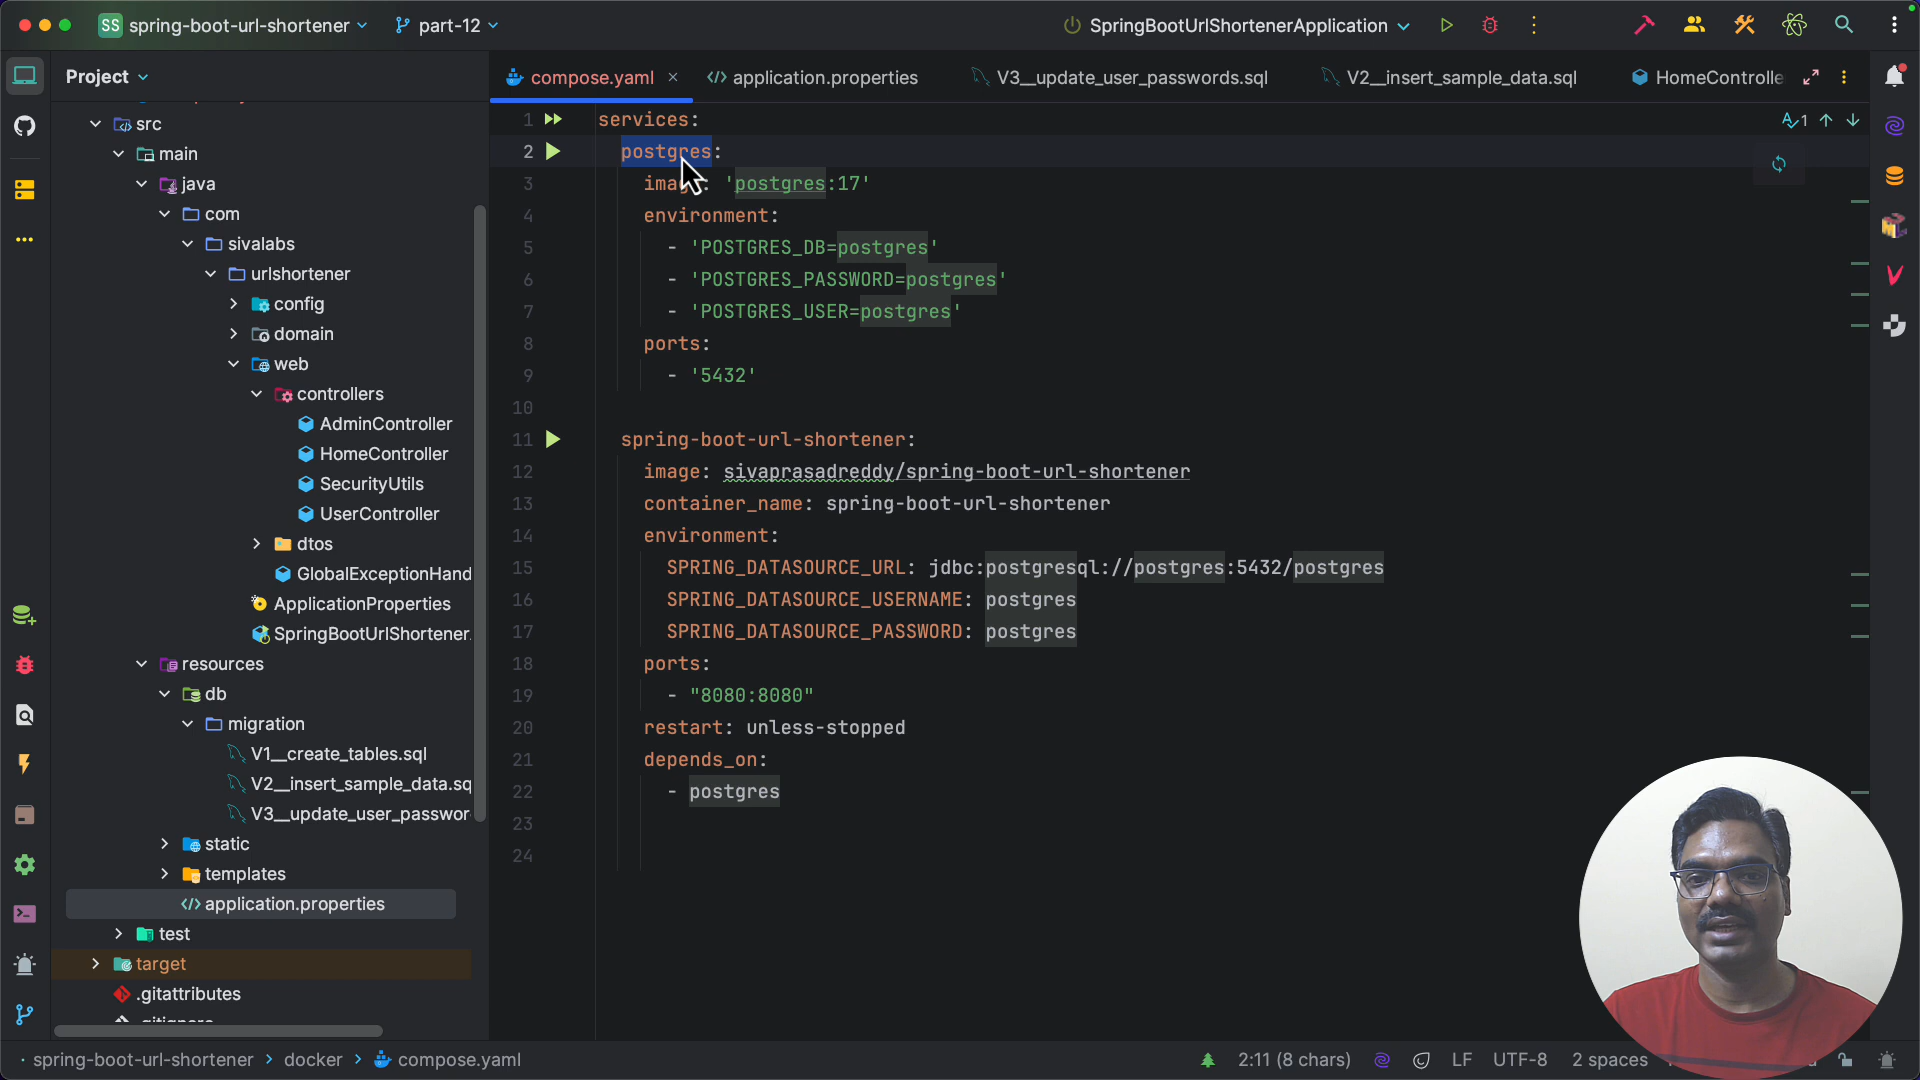 SS spring-boot-url-shortener part-12 SpringBootUrlShortenerApplication
Project
compose.yaml application.properties V3__update_user_passwords.sql V2__insert_sample_data.sql HomeControlle
src
main
java
com
sivalabs
urlshortener
config
domain
web
controllers
AdminController
HomeController
SecurityUtils
UserController
dtos
GlobalExceptionHand
ApplicationProperties
SpringBootUrlShortener
resources
db
migration
V1__create_tables.sql
V2__insert_sample_data.sq
V3__update_user_passwor
static
templates
application.properties
test
target
.gitattributes
.gitignore
1 services:
2 postgres:
3 image: 'postgres:17'
4 environment:
5 - 'POSTGRES_DB=postgres'
6 - 'POSTGRES_PASSWORD=postgres'
7 - 'POSTGRES_USER=postgres'
8 ports:
9 - '5432'
10
11 spring-boot-url-shortener:
12 image: sivaprasadreddy/spring-boot-url-shortener
13 container_name: spring-boot-url-shortener
14 environment:
15 SPRING_DATASOURCE_URL: jdbc:postgresql://postgres:5432/postgres
16 SPRING_DATASOURCE_USERNAME: postgres
17 SPRING_DATASOURCE_PASSWORD: postgres
18 ports:
19 - "8080:8080"
20 restart: unless-stopped
21 depends_on:
22 - postgres
23
24
1
spring-boot-url-shortener > docker > compose.yaml 2:11 (8 chars) LF UTF-8 2 spaces